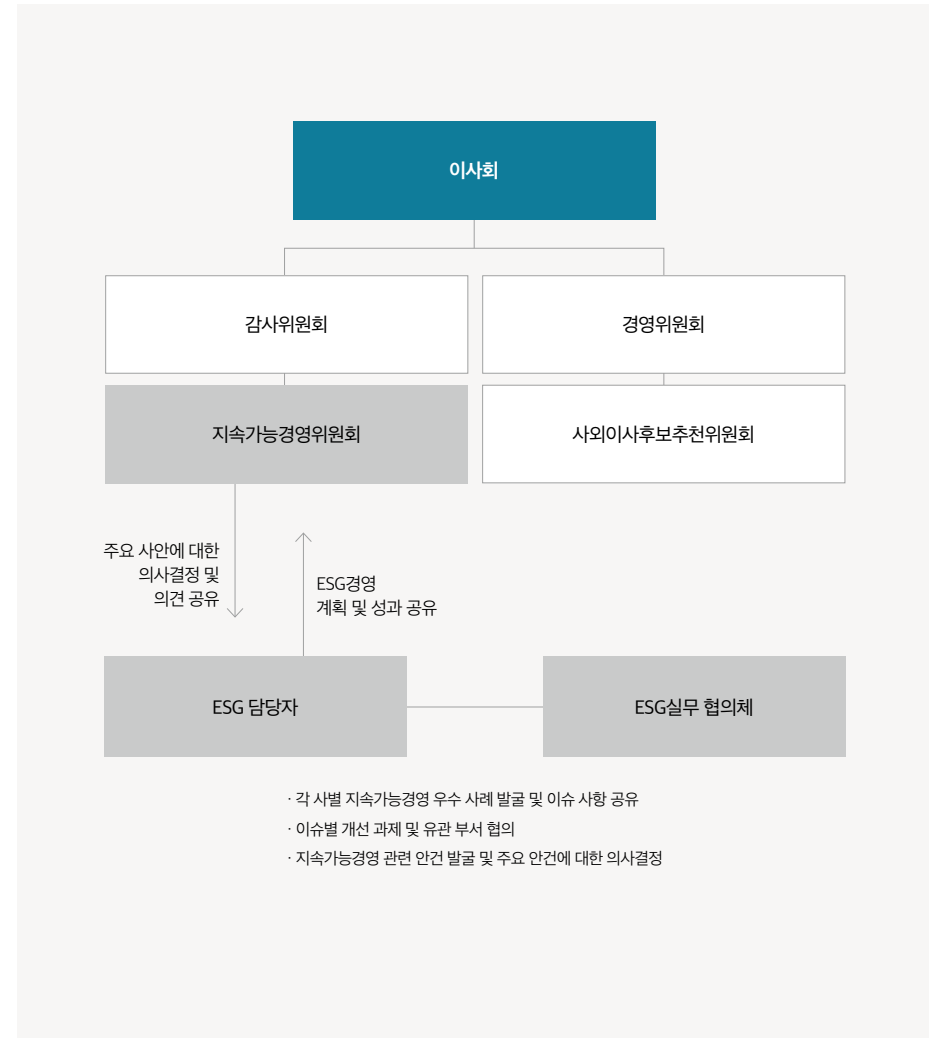 이사회
감사위원회
경영위원회
지속가능경영위원회
사외이사후보추천위원회
주요 사안에 대한
의사결정 및
의견 공유
ESG경영
계획 및 성과 공유
ESG 담당자
ESG실무 협의체
· 각 사별 지속가능경영 우수 사례 발굴 및 이슈 사항 공유
· 이슈별 개선 과제 및 유관 부서 협의
· 지속가능경영 관련 안건 발굴 및 주요 안건에 대한 의사결정